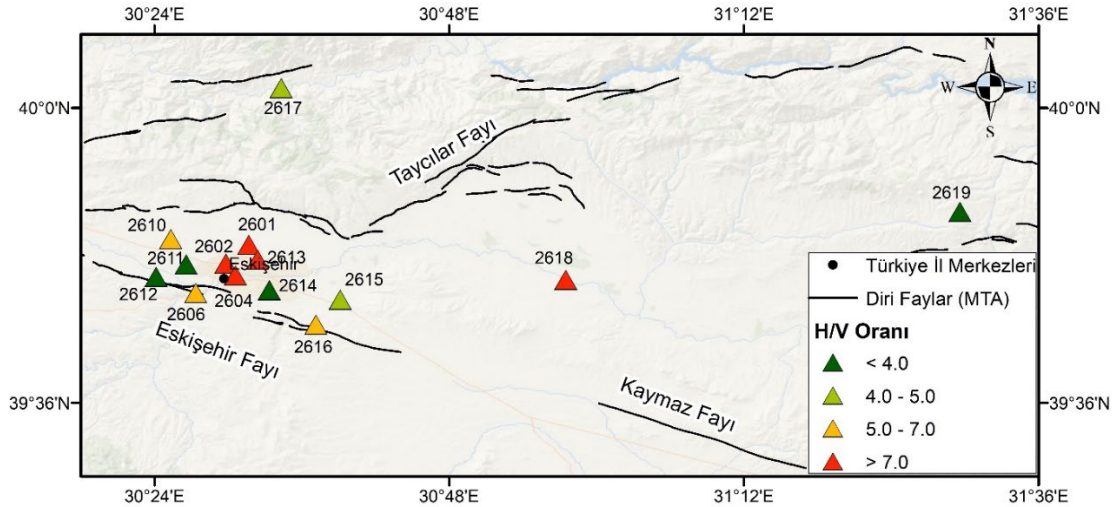 30°24'E
30°48'E
31°12'E
31°36'E
N
W
E
S
40°0'N
40°0'N
2617
Taycılar Fayı
2619
2610
2601
2602
2613
2611
Eskişehir
2618
2615
2612
2614
2604
2606
2616
Eskişehir Fayı
Kaymaz Fayı
Türkiye İl Merkezleri
Diri Faylar (MTA)
H/V Oranı
< 4.0
4.0 - 5.0
5.0 - 7.0
> 7.0
39°36'N
39°36'N
30°24'E
30°48'E
31°12'E
31°36'E